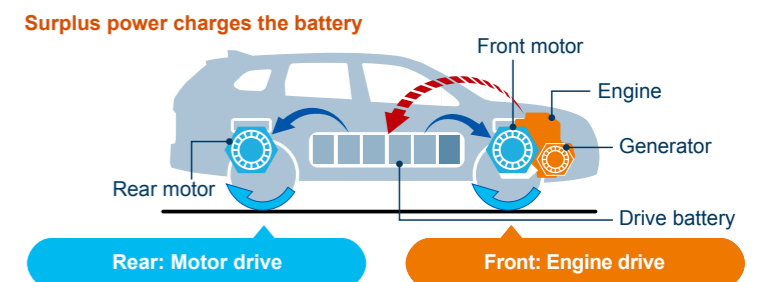 Surplus power charges the battery
Front motor
Engine
Generator
Rear motor
Drive battery
Rear: Motor drive
Front: Engine drive